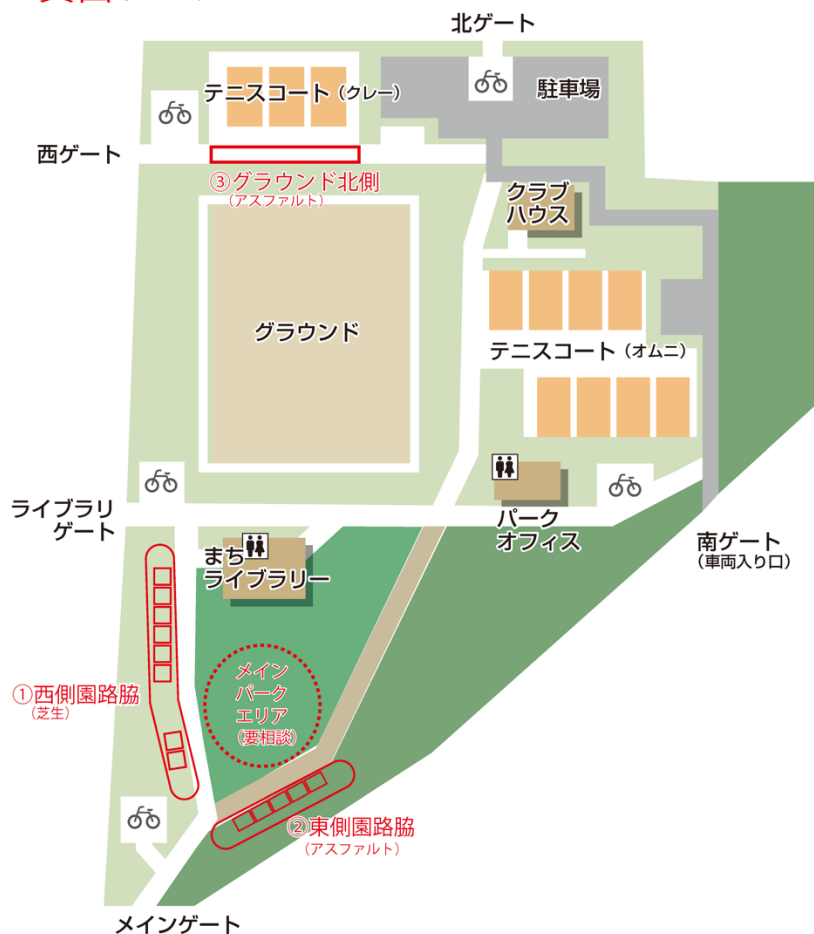 北ゲート
テニスコート（クレー）
駐車場
西ゲート
③グラウンド北側
（アスファルト）
クラブ
ハウス
グラウンド
テニスコート（オムニ）
ライブラリ
ゲート
パーク
オフィス
南ゲート
（車両入り口）
まち
ライブラリー
メイン
パーク
エリア
（要相談）
①西側園路脇
（芝生）
②東側園路脇
（アスファルト）
メインゲート